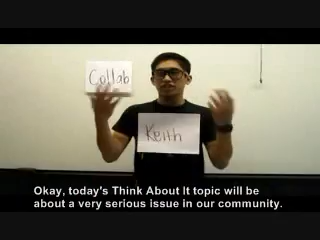 Collab
Keith
Okay, today's Think About It topic will be
about a very serious issue in our community.